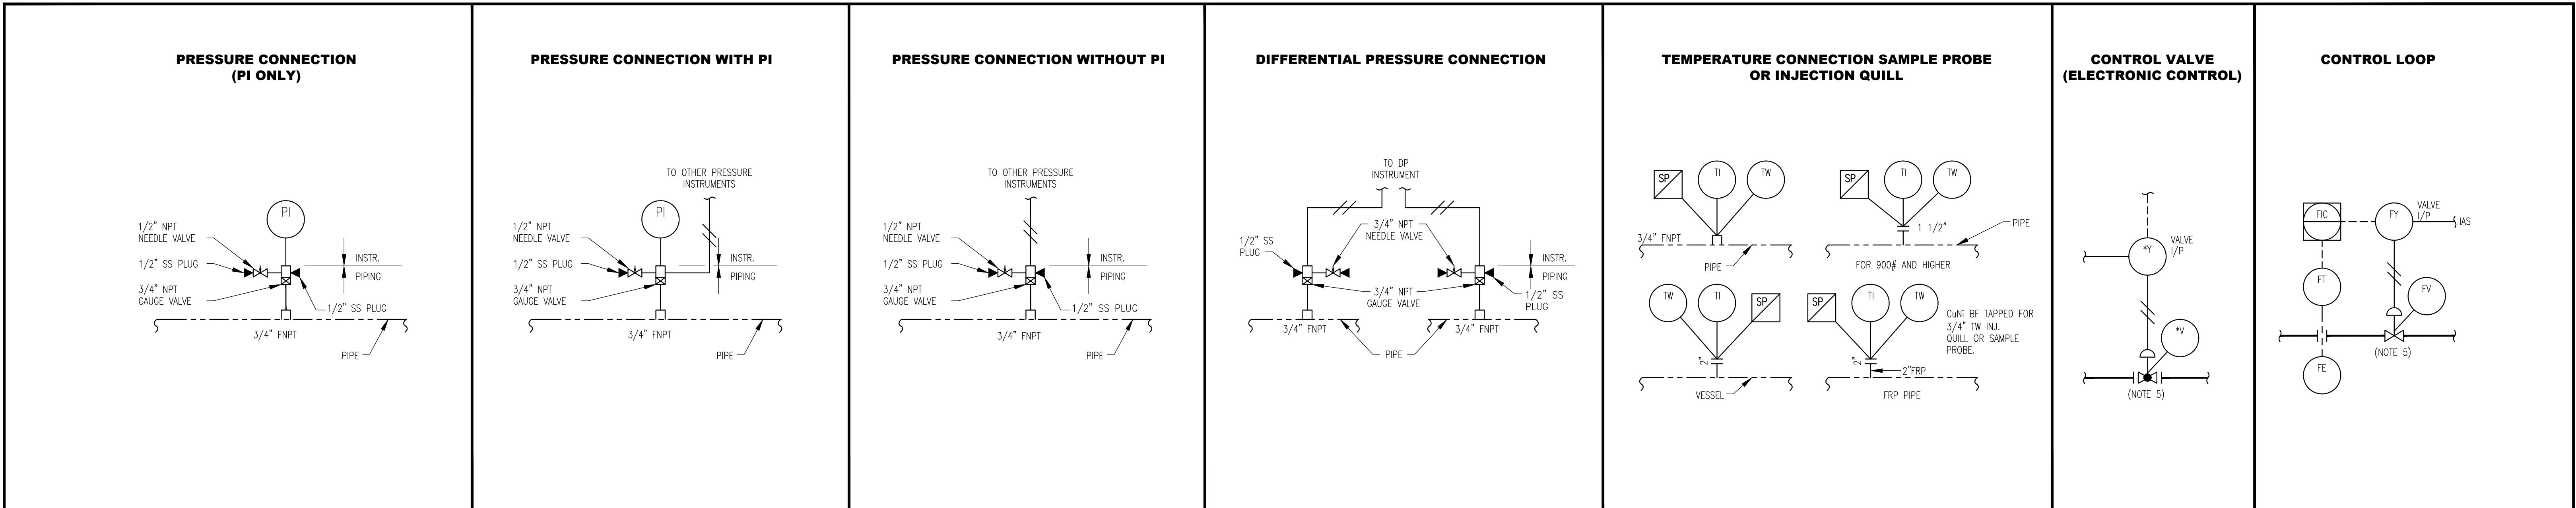 PRESSURE CONNECTION
(PI ONLY)
PI
1/2" NPT
NEEDLE VALVE
1/2" SS PLUG
3/4" NPT
GAUGE VALVE
INSTR.
PIPING
1/2" SS PLUG
3/4" FNPT
PIPE
PRESSURE CONNECTION WITH PI
TO OTHER PRESSURE
INSTRUMENTS
PI
1/2" NPT
NEEDLE VALVE
1/2" SS PLUG
3/4" NPT
GAUGE VALVE
INSTR.
PIPING
3/4" FNPT
PIPE
PRESSURE CONNECTION WITHOUT PI
TO OTHER PRESSURE
INSTRUMENTS
1/2" NPT
NEEDLE VALVE
1/2" SS PLUG
3/4" NPT
GAUGE VALVE
INSTR.
PIPING
1/2" SS PLUG
3/4" FNPT
PIPE
DIFFERENTIAL PRESSURE CONNECTION
TO DP
INSTRUMENT
3/4" NPT
NEEDLE VALVE
1/2" SS
PLUG
INSTR.
PIPING
3/4" NPT
GAUGE VALVE
1/2" SS
PLUG
3/4" FNPT
3/4" FNPT
PIPE
TEMPERATURE CONNECTION SAMPLE PROBE
OR INJECTION QUILL
SP
TI
TW
3/4" FNPT
PIPE
SP
TI
TW
1 1/2"
PIPE
FOR 900# AND HIGHER
TW
TI
SP
2"
VESSEL
SP
TI
TW
CuNi BF TAPPED FOR
3/4" TW INJ.
QUILL OR SAMPLE
PROBE.
2"
2"FRP
FRP PIPE
CONTROL VALVE
(ELECTRONIC CONTROL)
*Y
VALVE
I/P
*V
(NOTE 5)
CONTROL LOOP
FIC
FY
VALVE
I/P
IAS
FT
FV
(NOTE 5)
FE